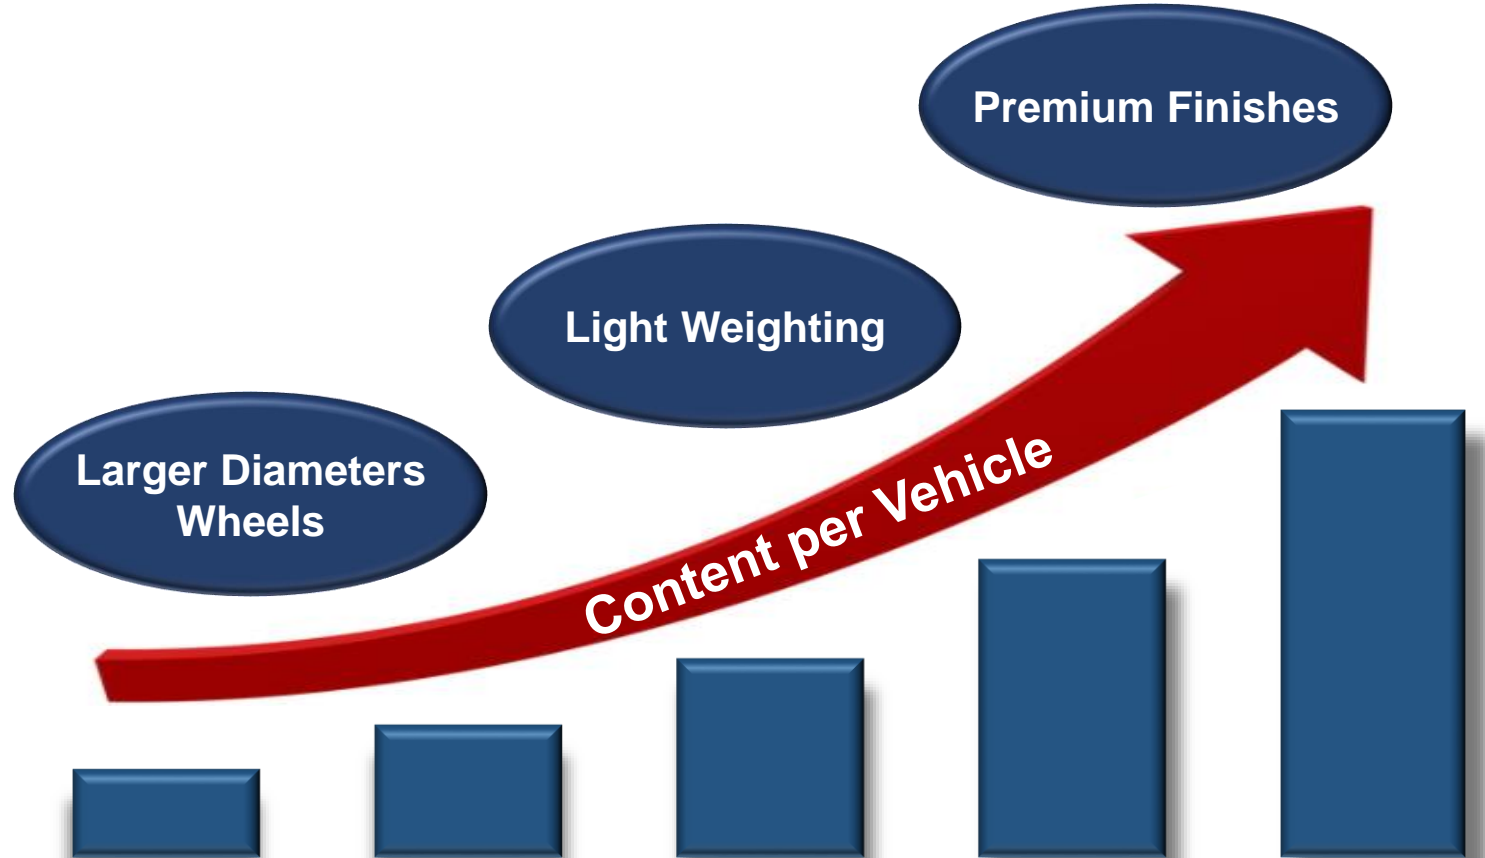 Premium Finishes
Light Weighting
Larger Diameters
Wheels
Content per Vehicle